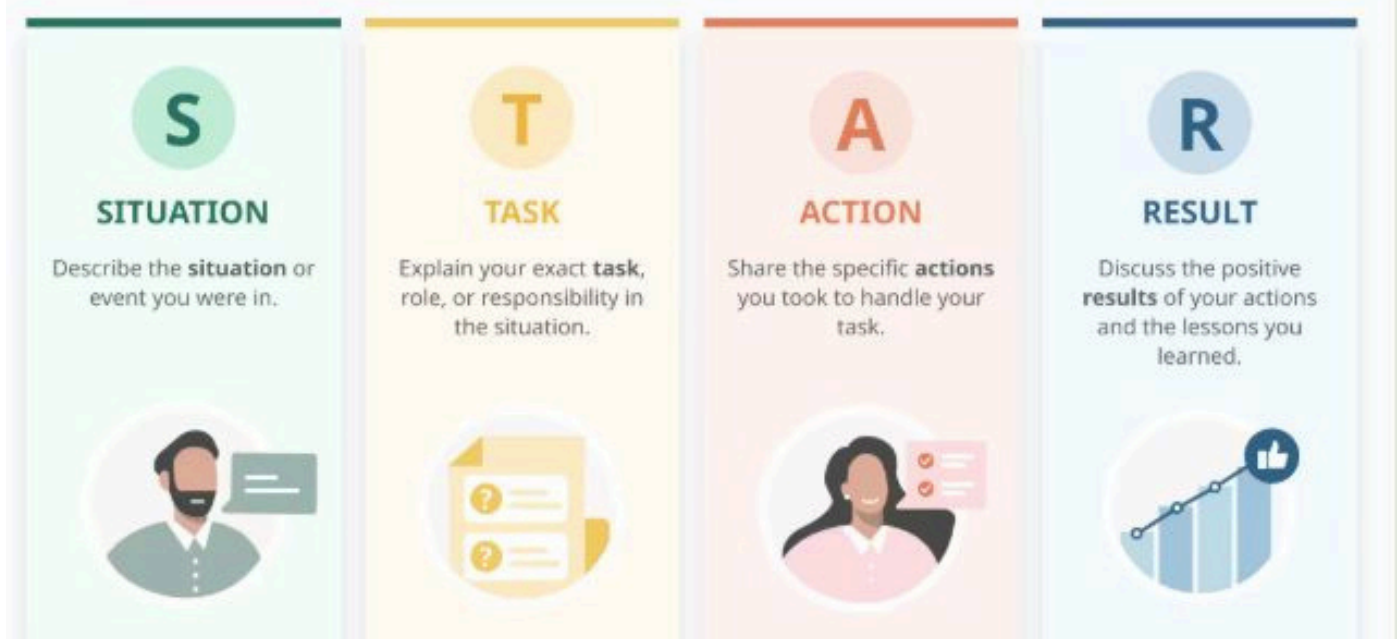 S
SITUATION
Describe the situation or
event you were in.
T
TASK
Explain your exact task,
role, or responsibility in
the situation.
?
?
A
ACTION
Share the specific actions
you took to handle your
task.
R
RESULT
Discuss the positive
results of your actions
and the lessons you
learned.